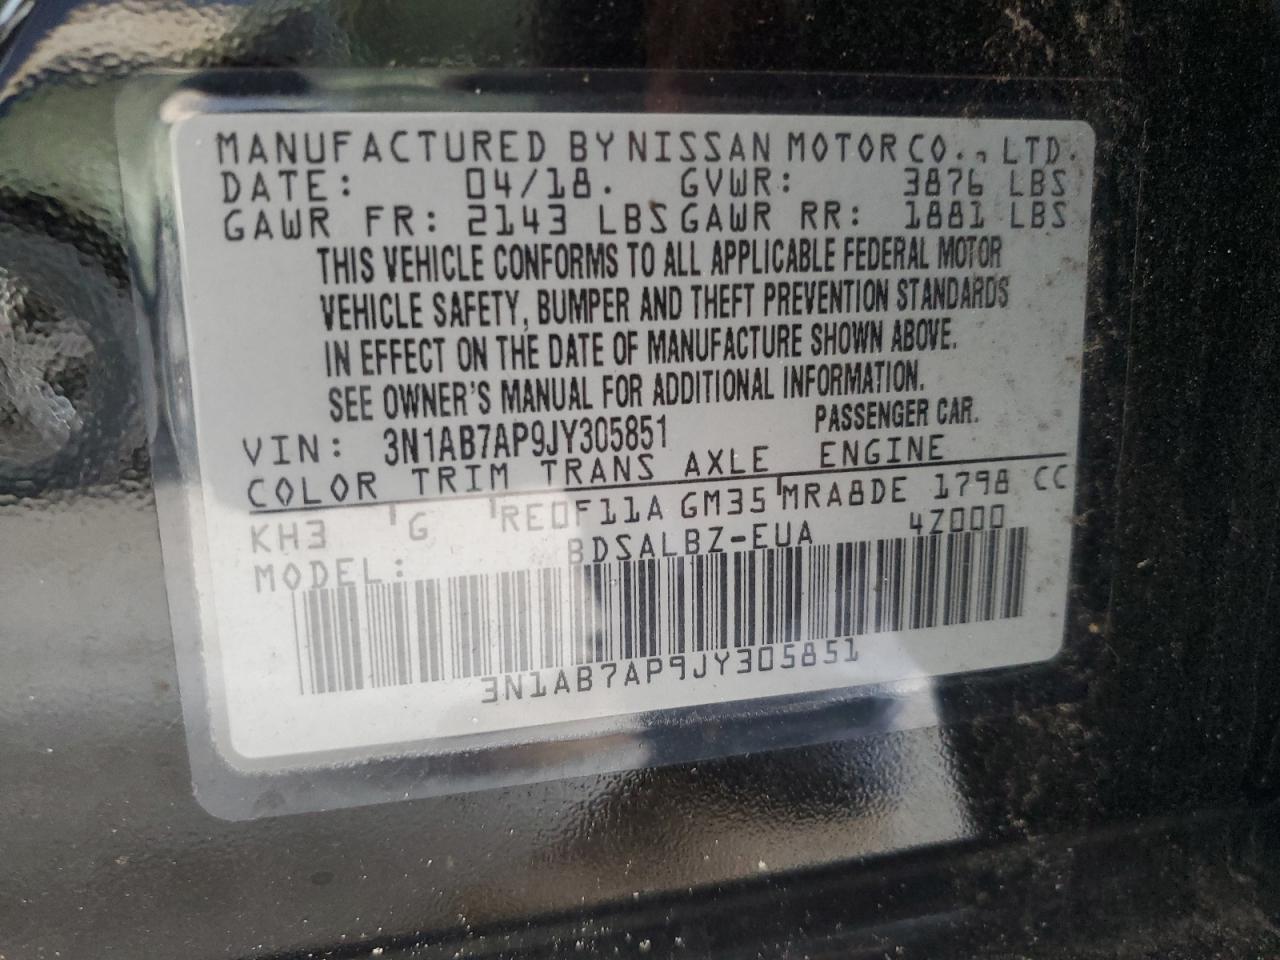 MANUFACTURED BY NISSAN MOTOR CO., LTD.
DATE: 04/18. GVWR: 3876 LBS
GAWR FR: 2143 LBS GAWR RR: 1881 LBS
THIS VEHICLE CONFORMS TO ALL APPLICABLE FEDERAL MOTOR
VEHICLE SAFETY, BUMPER AND THEFT PREVENTION STANDARDS
IN EFFECT ON THE DATE OF MANUFACTURE SHOWN ABOVE.
SEE OWNER'S MANUAL FOR ADDITIONAL INFORMATION.
VIN: 3N1AB7AP9JY305851 PASSENGER CAR.
COLOR TRIM TRANS AXLE ENGINE
KH3 G RE0F11A GM35 MRA8DE 1798 CC
MODEL: BDSALBZ-EUA 4Z000
3N1AB7AP9JY305851